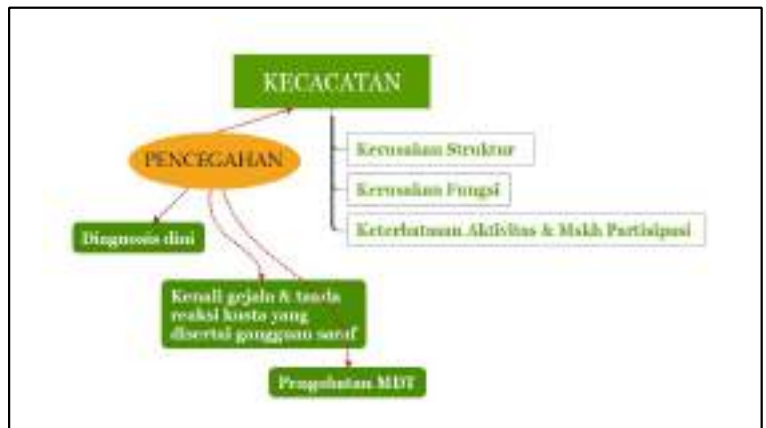 KECACATAN
PENCEGAHAN
Kerusakan Struktur
Kerusakan Fungsi
Keterbatasan Aktivitas & Mslh Partisipasi
Diagnosis dini
Kenali gejala & tanda
reaksi kusta yang
disertai gangguan saraf
Pengobatan MDT